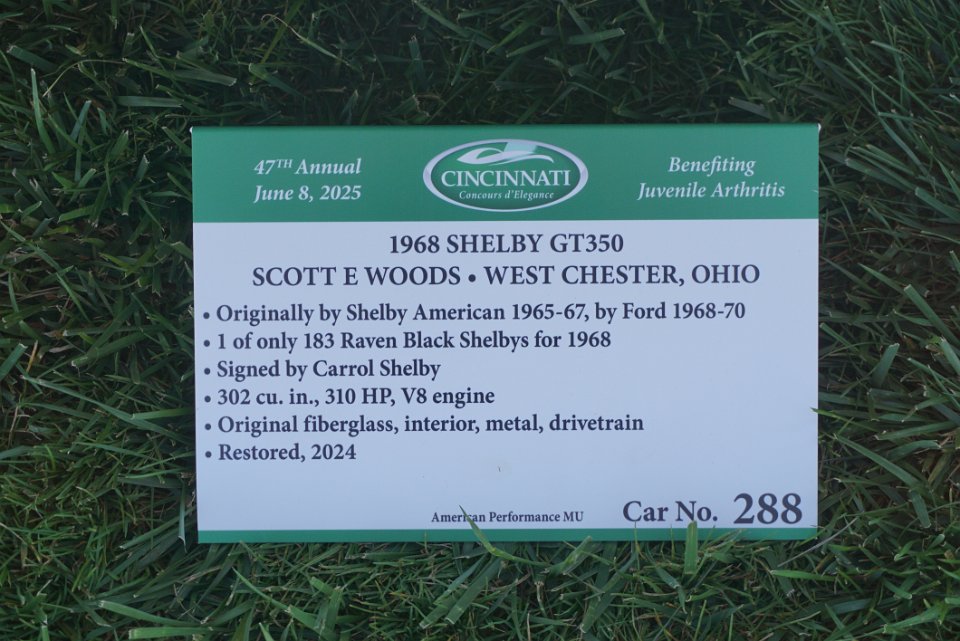 47TH Annual
June 8, 2025
CINCINNATI
Concours d'Elegance
Benefiting
Juvenile Arthritis
1968 SHELBY GT350
SCOTT E WOODS • WEST CHESTER, OHIO
• Originally by Shelby American 1965-67, by Ford 1968-70
• 1 of only 183 Raven Black Shelbys for 1968
• Signed by Carrol Shelby
• 302 cu. in., 310 HP, V8 engine
• Original fiberglass, interior, metal, drivetrain
• Restored, 2024
American Performance MU
Car No. 288